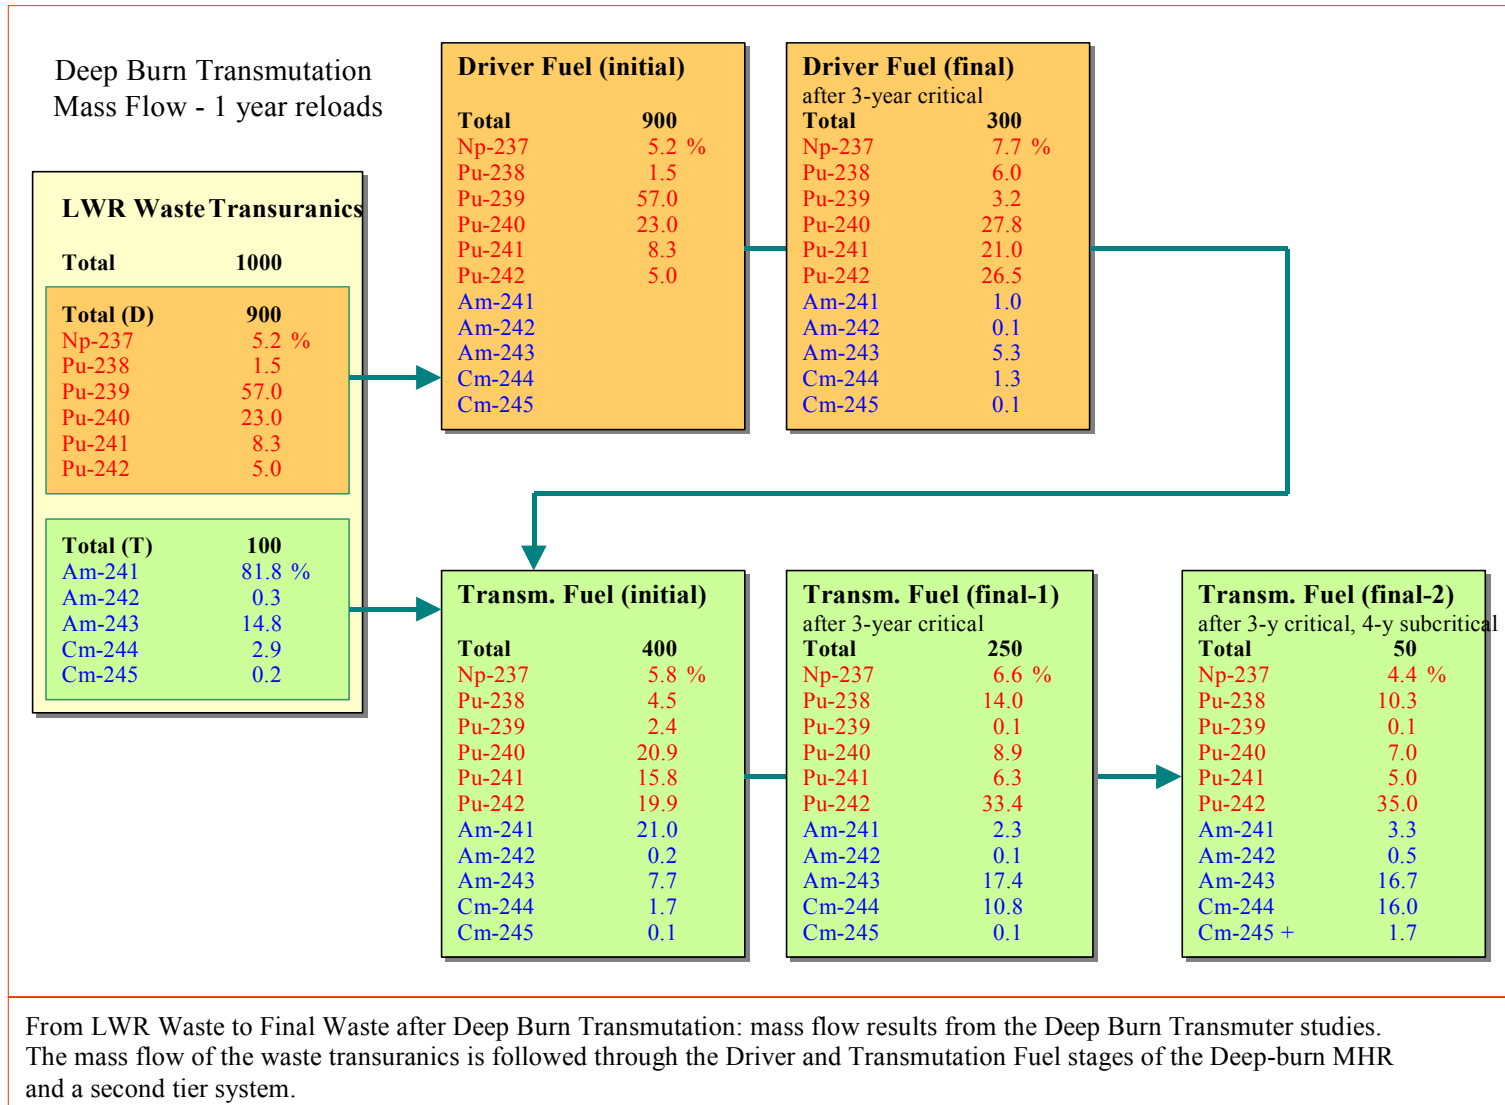 Deep Burn Transmutation
Mass Flow - 1 year reloads
LWR Waste Transuranics
Total 1000
Total (D) 900
Np-237 5.2 %
Pu-238 1.5
Pu-239 57.0
Pu-240 23.0
Pu-241 8.3
Pu-242 5.0
Total (T) 100
Am-241 81.8 %
Am-242 0.3
Am-243 14.8
Cm-244 2.9
Cm-245 0.2
Driver Fuel (initial)
Total 900
Np-237 5.2 %
Pu-238 1.5
Pu-239 57.0
Pu-240 23.0
Pu-241 8.3
Pu-242 5.0
Am-241
Am-242
Am-243
Cm-244
Cm-245
Driver Fuel (final)
after 3-year critical
Total 300
Np-237 7.7 %
Pu-238 6.0
Pu-239 3.2
Pu-240 27.8
Pu-241 21.0
Pu-242 26.5
Am-241 1.0
Am-242 0.1
Am-243 5.3
Cm-244 1.3
Cm-245 0.1
Transm. Fuel (initial)
Total 400
Np-237 5.8 %
Pu-238 4.5
Pu-239 2.4
Pu-240 20.9
Pu-241 15.8
Pu-242 19.9
Am-241 21.0
Am-242 0.2
Am-243 7.7
Cm-244 1.7
Cm-245 0.1
Transm. Fuel (final-1)
after 3-year critical
Total 250
Np-237 6.6 %
Pu-238 14.0
Pu-239 0.1
Pu-240 8.9
Pu-241 6.3
Pu-242 33.4
Am-241 2.3
Am-242 0.1
Am-243 17.4
Cm-244 10.8
Cm-245 0.1
Transm. Fuel (final-2)
after 3-y critical, 4-y subcritical
Total 50
Np-237 4.4 %
Pu-238 10.3
Pu-239 0.1
Pu-240 7.0
Pu-241 5.0
Pu-242 35.0
Am-241 3.3
Am-242 0.5
Am-243 16.7
Cm-244 16.0
Cm-245 + 1.7
From LWR Waste to Final Waste after Deep Burn Transmutation: mass flow results from the Deep Burn Transmuter studies.
The mass flow of the waste transuranics is followed through the Driver and Transmutation Fuel stages of the Deep-burn MHR
and a second tier system.